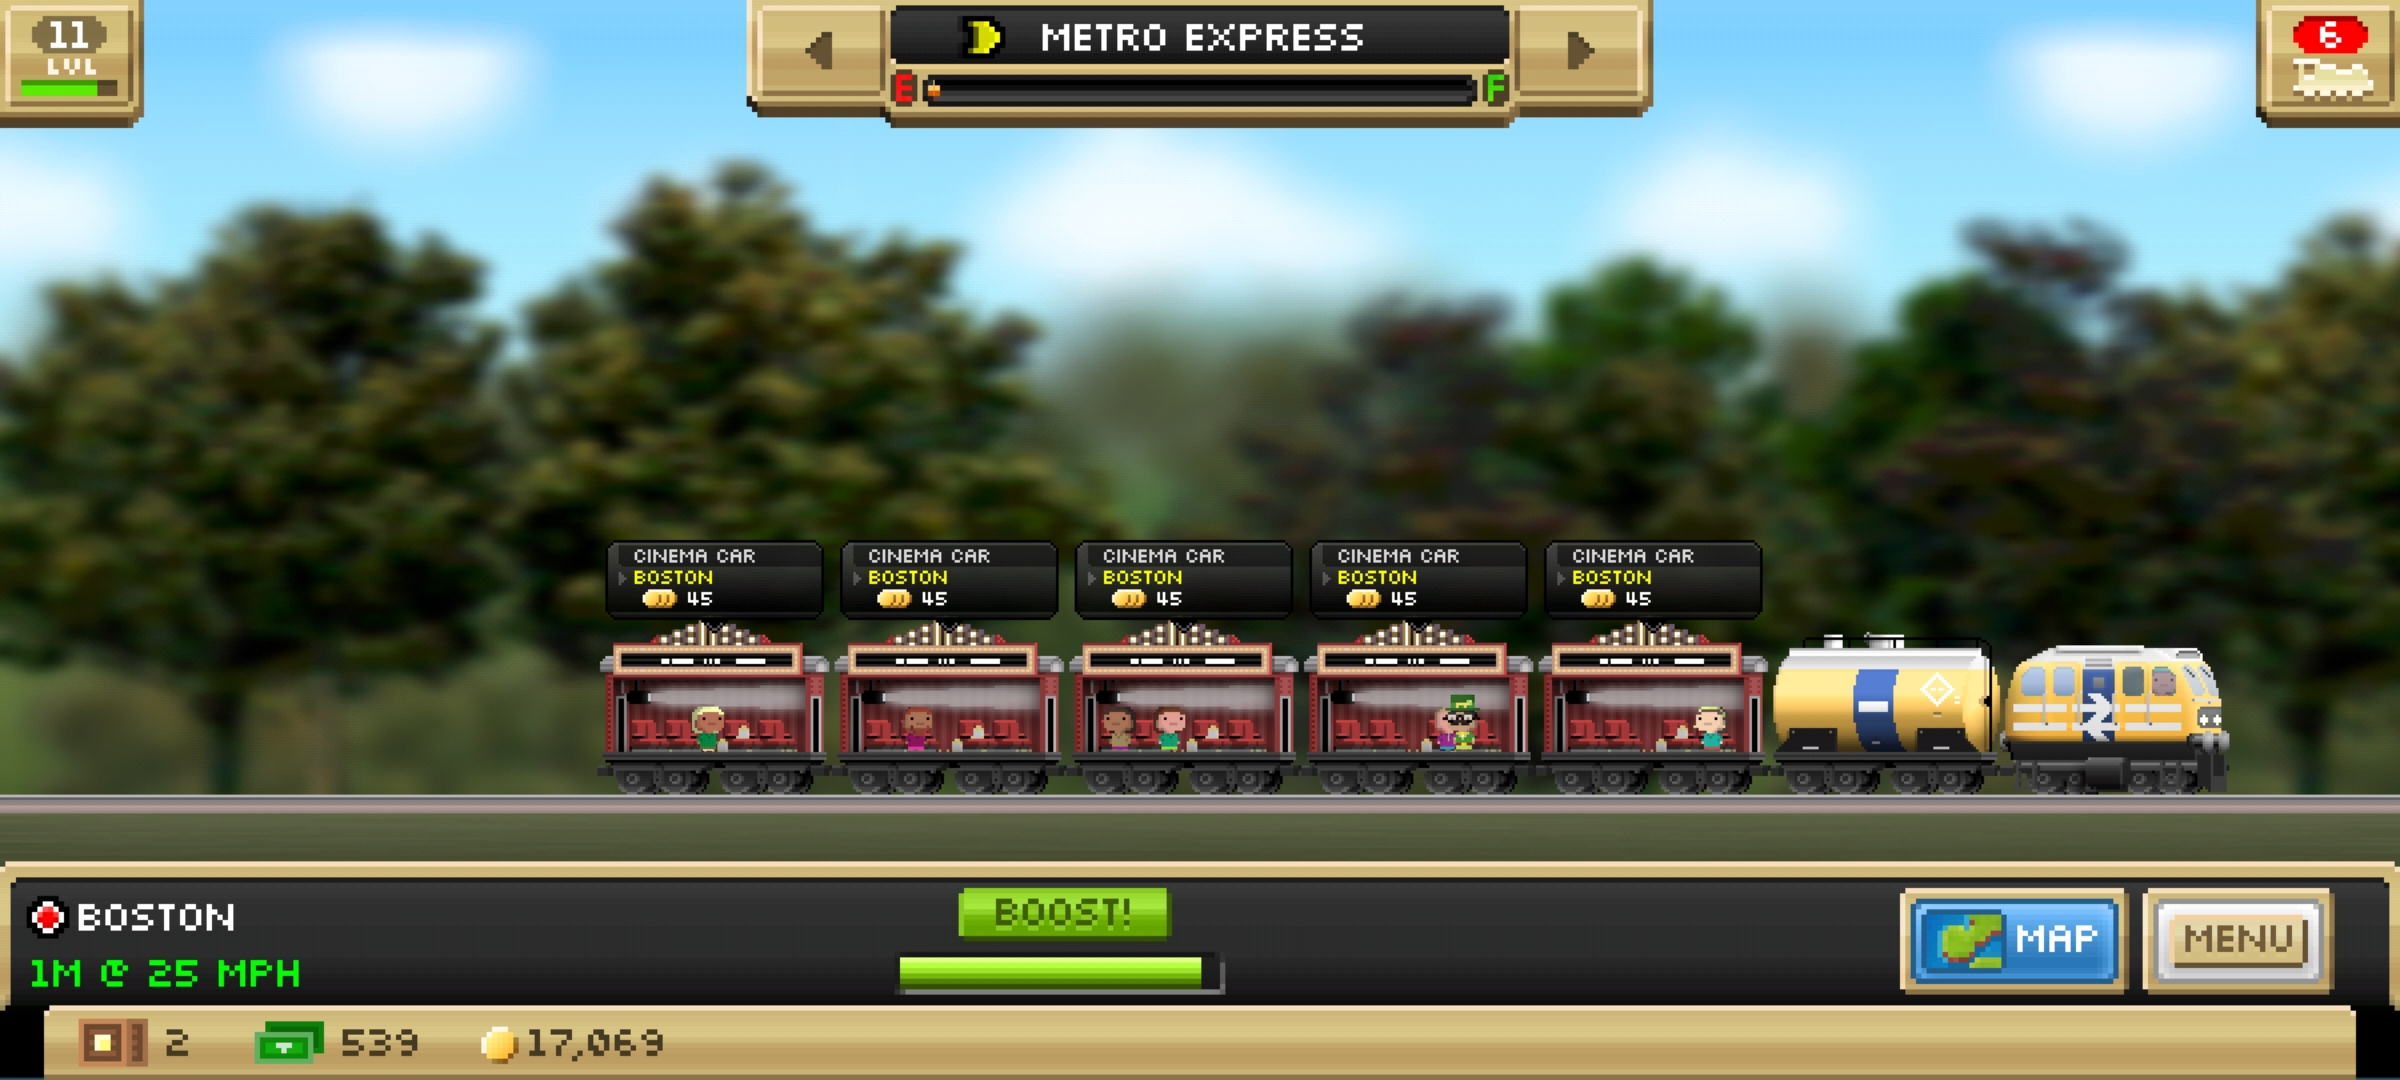 11
LVL
METRO EXPRESS
E F
6
CINEMA CAR
BOSTON
45
CINEMA CAR
BOSTON
45
CINEMA CAR
BOSTON
45
CINEMA CAR
BOSTON
45
CINEMA CAR
BOSTON
45
BOSTON
1M @ 25 MPH
BOOST!
MAP
MENU
2
539
17,069